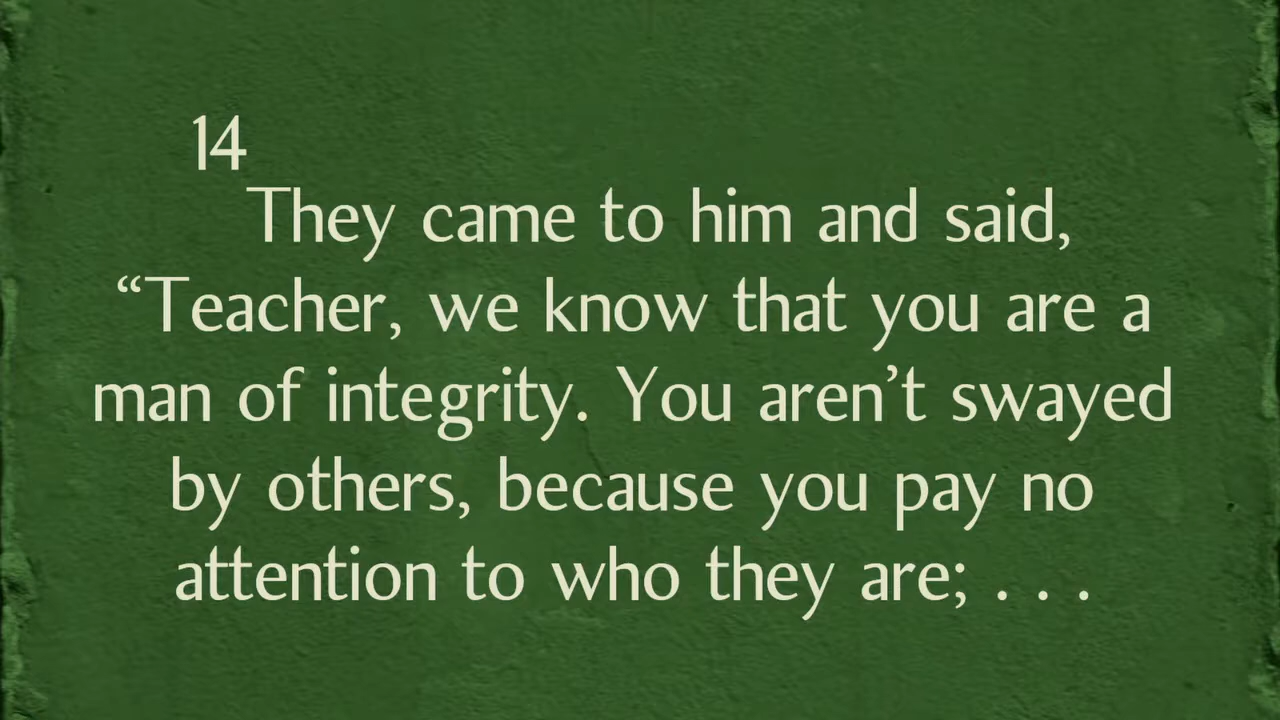 14
They came to him and said,
“Teacher, we know that you are a
man of integrity. You aren’t swayed
by others, because you pay no
attention to who they are; . . .